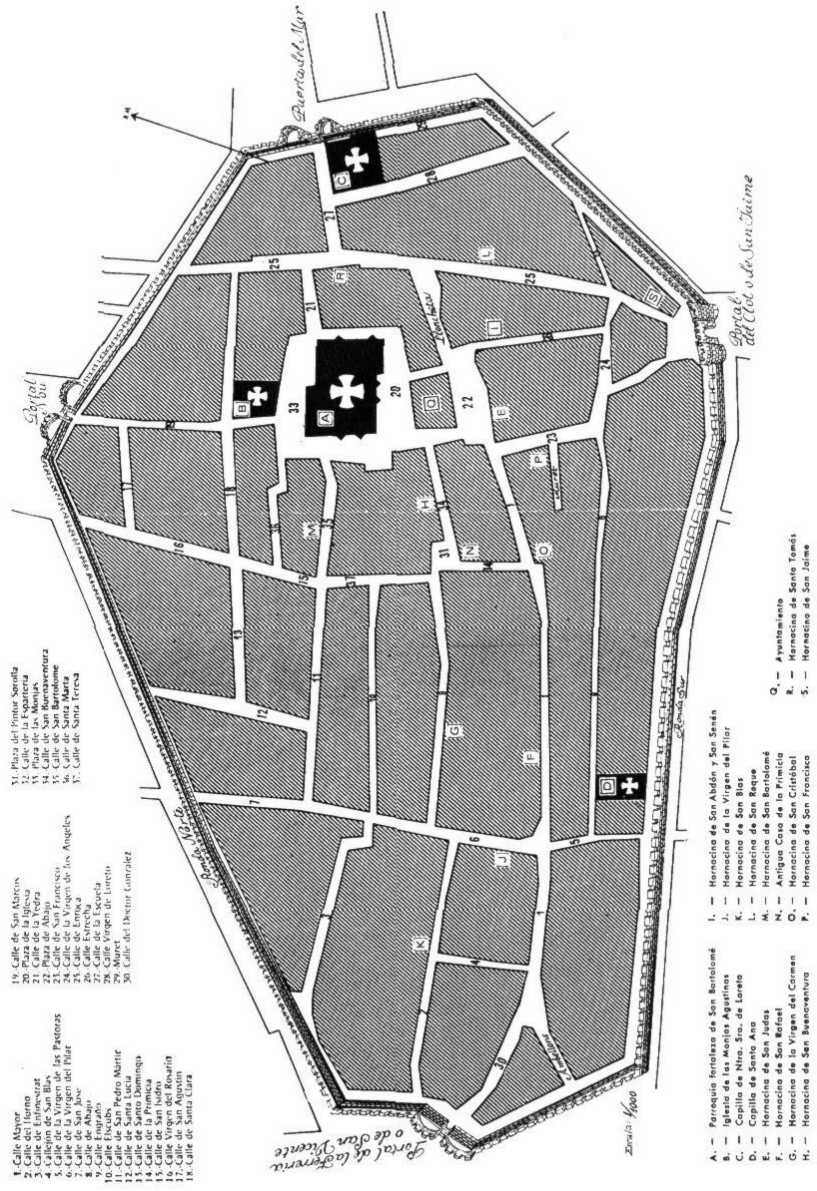 1.-Calle Mayor
2.-Calle del Horno
3.-Calle de Enfinestrat
4.-Callejón de San Blas
5.-Calle de la Virgen de las Pastoras
6.-Calle de la Virgen del Pilar
7.-Calle de San Jose
8.-Calle de Abajo
9.-Calle Engraño
10.-Calle Efscubs
11.-Calle de San Pedro Mártir
12.-Calle de Santa Lucía
13.-Calle de Santo Domingo
14.-Calle de la Primicia
15.-Calle de San Isidro
16.-Calle Virgen del Rosario
17.-Calle de San Agustín
18.-Calle de Santa Clara
19.-Calle de San Marcos
20.-Plaza de la Iglesia
21.-Calle de la Yedra
22.-Plaza de Abajo
23.-Calle de San Francisco
24.-Calle de la Virgen de los Angeles
25.-Calle de Enroca
26.-Calle Estrecha
27.-Calle de la Escuela
28.-Calle Virgen de Loreto
29.-Muret
30.-Calle del Doctor Gonzalez
31.-Plaza del Pintor Sorolla
32.-Calle de la Espartería
33.-Plaza de las Monjas
34.-Calle de San Buenaventura
35.-Calle de San Bartolome
36.-Calle de Santa Marta
37.-Calle de Santa Teresa
Portal Nou
Puerta del Mar
Ronda Norte
Portal de la Ferreria
o de San Vicente
Portal
del Clot o de San Jaime
Ronda Sur
Plancheta
Escala: 1/1000
A. — Parroquia fortaleza de San Bartolomé
B. — Iglesia de las Monjas Agustinas
C. — Capilla de Ntra. Sra. de Loreto
D. — Capilla de Santa Ana
E. — Hornacina de San Judas
F. — Hornacina de San Rafael
G. — Hornacina de la Virgen del Carmen
H. — Hornacina de San Buenaventura
I. — Hornacina de San Abdón y San Senén
J. — Hornacina de la Virgen del Pilar
K. — Hornacina de San Blas
L. — Hornacina de San Roque
M. — Hornacina de San Bartolomé
N. — Antigua Casa de la Primicia
O. — Hornacina de San Cristóbal
P. — Hornacina de San Francisco
Q. — Ayuntamiento
R. — Hornacina de Santo Tomás
S. — Hornacina de San Jaime